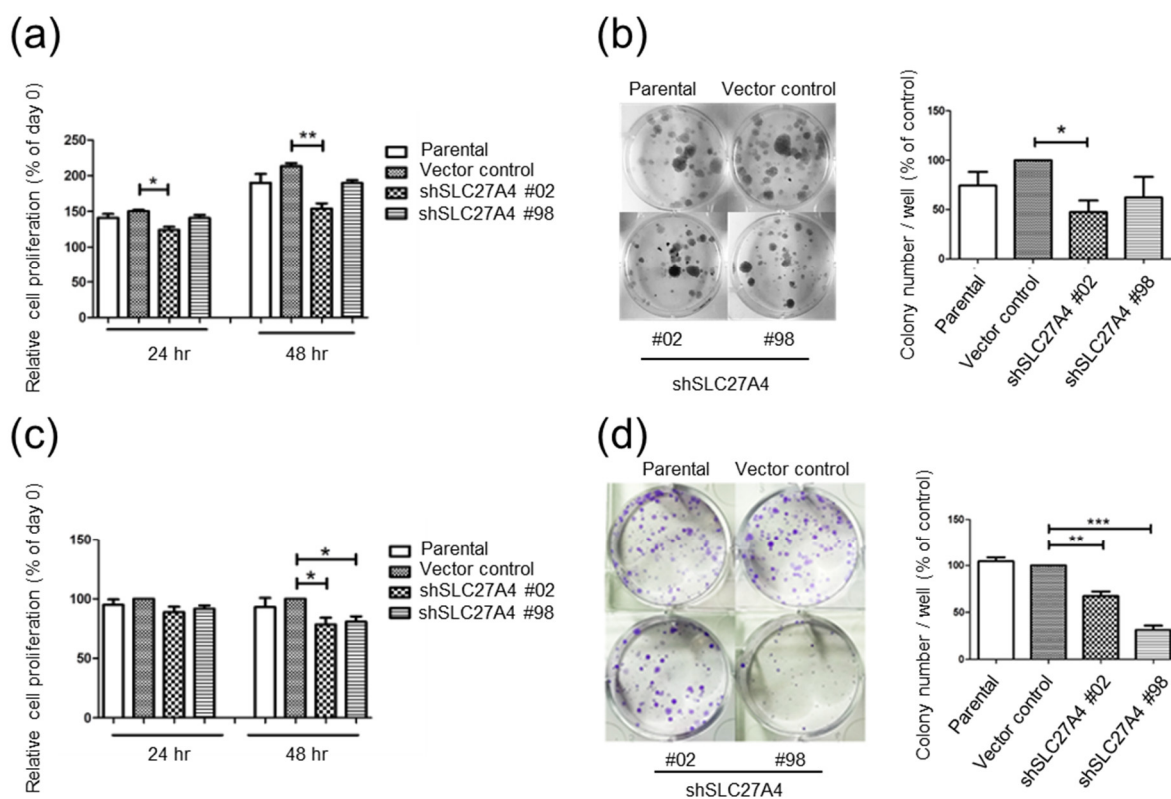 (a)
Relative cell proliferation (% of day 0)
250
200
150
100
50
0
*
**
24 hr
48 hr
Parental
Vector control
shSLC27A4 #02
shSLC27A4 #98
(b)
Parental Vector control
#02 #98
shSLC27A4
Colony number / well (% of control)
150
100
50
0
*
Parental
Vector control
shSLC27A4 #02
shSLC27A4 #98
(c)
Relative cell proliferation (% of day 0)
150
100
50
0
*
*
24 hr
48 hr
Parental
Vector control
shSLC27A4 #02
shSLC27A4 #98
(d)
Parental Vector control
#02 #98
shSLC27A4
Colony number / well (% of control)
150
100
50
0
***
**
Parental
Vector control
shSLC27A4 #02
shSLC27A4 #98